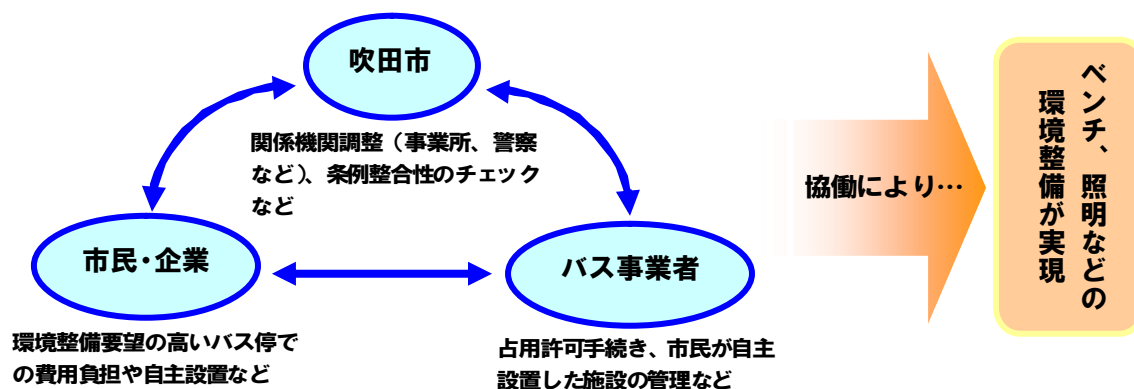 吹田市
関係機関調整（事業所、警察
など）、条例整合性のチェック
など
市民・企業
環境整備要望の高いバス停で
の費用負担や自主設置など
バス事業者
占用許可手続き、市民が自主
設置した施設の管理など
協働により…
ベンチ、照明などの
環境整備が実現